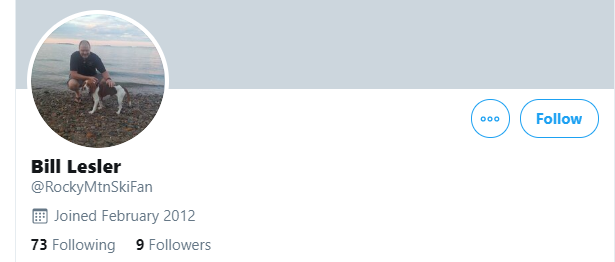 Follow
Bill Lesler
@RockyMtnSkiFan
Joined February 2012
73 Following 9 Followers